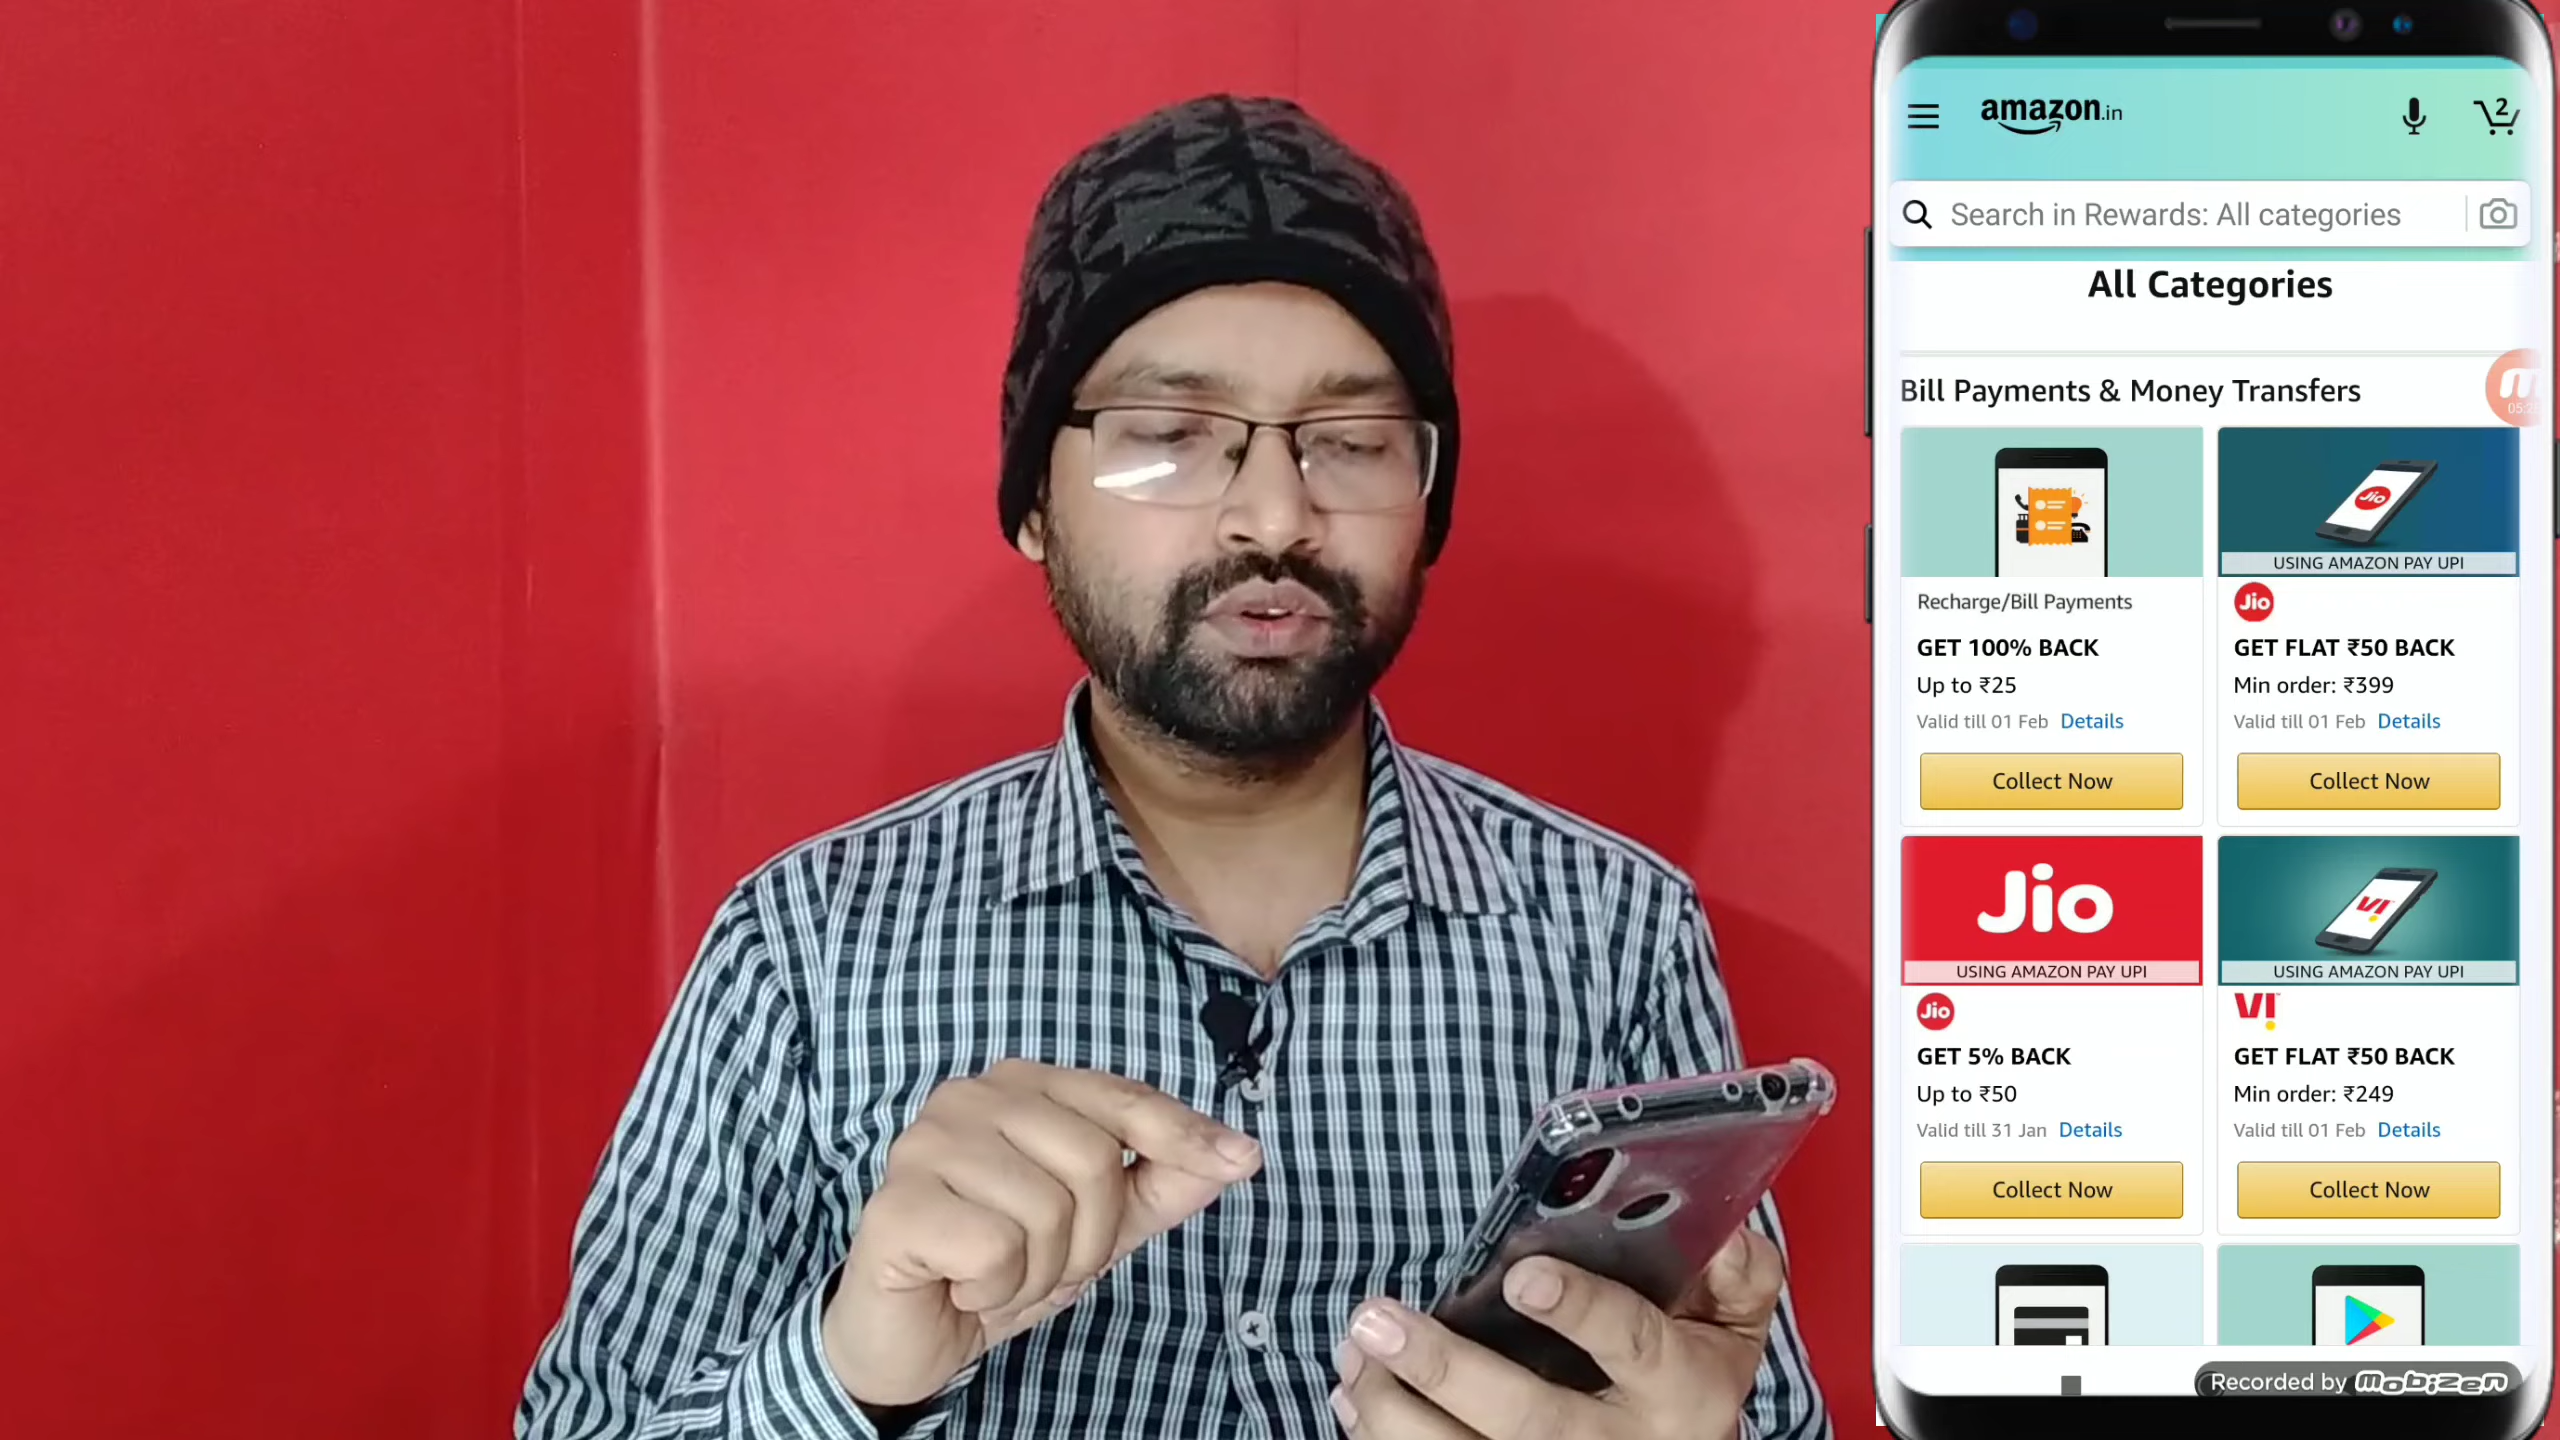 amazon.in
2
Search in Rewards: All categories
All Categories
Bill Payments & Money Transfers
Jio
USING AMAZON PAY UPI
Recharge/Bill Payments
GET 100% BACK
Up to ₹25
Valid till 01 Feb Details
Collect Now
Jio
GET FLAT ₹50 BACK
Min order: ₹399
Valid till 01 Feb Details
Collect Now
Jio
USING AMAZON PAY UPI
Jio
GET 5% BACK
Up to ₹50
Valid till 31 Jan Details
Collect Now
VI
USING AMAZON PAY UPI
VI
GET FLAT ₹50 BACK
Min order: ₹249
Valid till 01 Feb Details
Collect Now
Recorded by mobizen